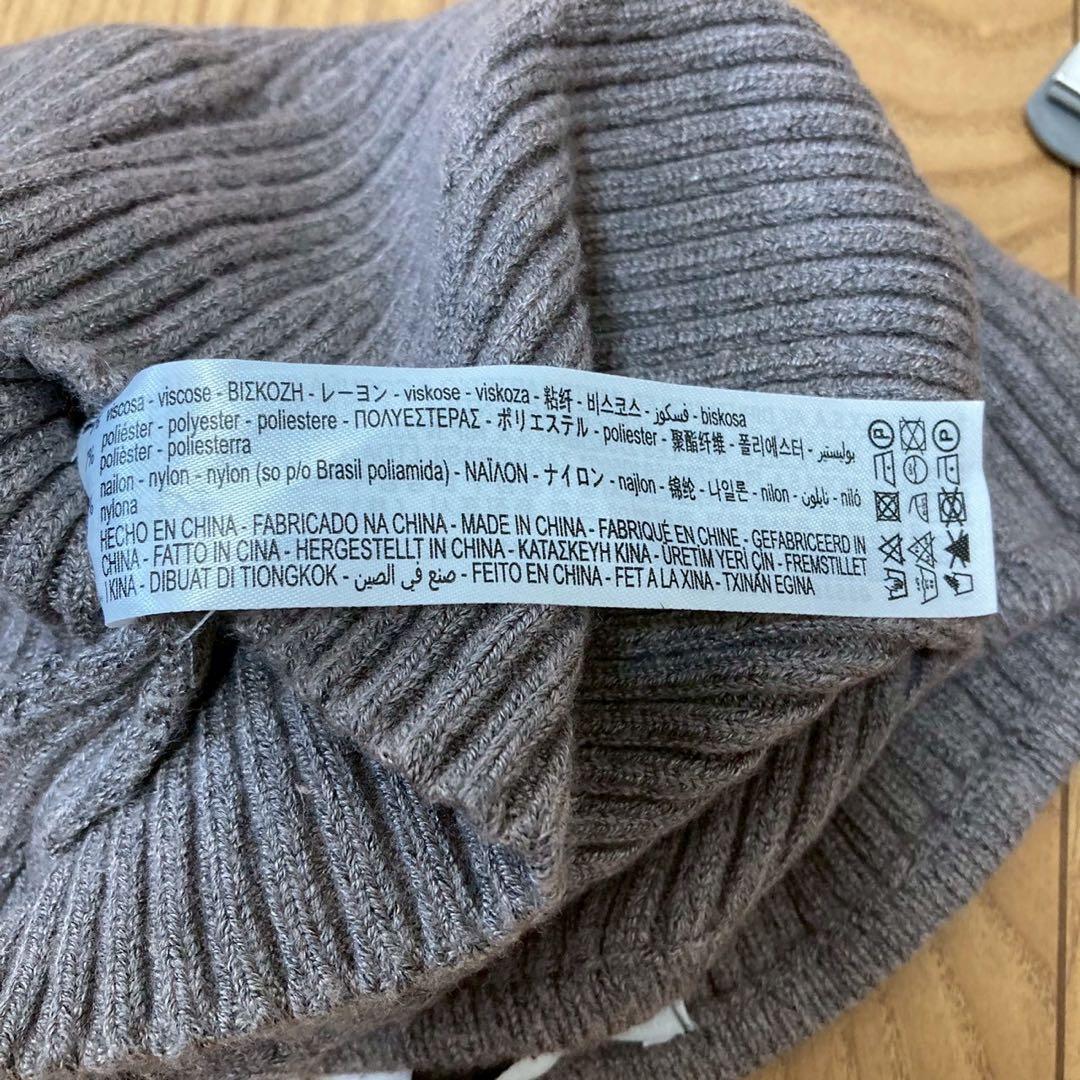 viscosa - viscose - ΒΙΣΚΟΖΗ - レーヨン - viskose - viskoza - 粘纤 - 비스코스 - فسكوز - biskosa
% poliéster - polyester - poliestere - ΠΟΛΥΕΣΤΕΡΑΣ - ポリエステル - poliester - 聚酯纤维 - 폴리에스터 - بوليستير
polièster - poliesterra
% nailon - nylon - nylon (so p/o Brasil poliamida) - ΝΑΪΛΟΝ - ナイロン - najlon - 锦纶 - 나일론 - nilon - نايلون - niló
nylona
HECHO EN CHINA - FABRICADO NA CHINA - MADE IN CHINA - FABRIQUÉ EN CHINE - GEFABRICEERD IN
CHINA - FATTO IN CINA - HERGESTELLT IN CHINA - ΚΑΤΑΣΚΕΥΗ ΚΙΝΑ - ÜRETİM YERİ ÇİN - FREMSTILLET
I KINA - DIBUAT DI TIONGKOK - صنع في الصين - FEITO EN CHINA - FET A LA XINA - TXINAN EGINA
P P